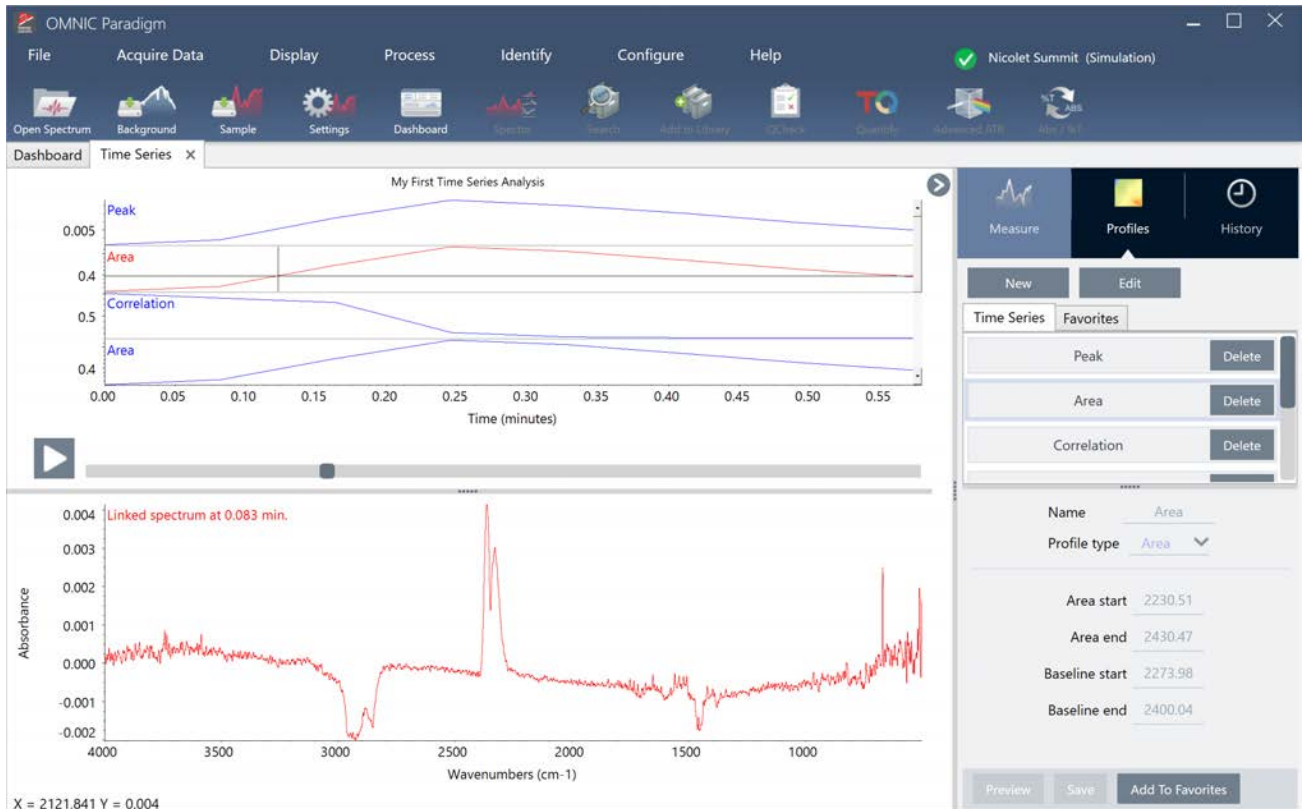 OMNIC Paradigm
File Acquire Data Display Process Identify Configure Help Nicolet Summit (Simulation)
%T ABS
TQ
Open Spectrum Background Sample Settings Dashboard Spectra Search Add to Library QCheck Quantify Advanced ATR Abs / %T
Dashboard Time Series X
My First Time Series Analysis
Peak
0.005
Area
0.4
Correlation
0.5
Area
0.4
0.00 0.05 0.10 0.15 0.20 0.25 0.30 0.35 0.40 0.45 0.50 0.55
Time (minutes)
Linked spectrum at 0.083 min.
0.004
0.003
0.002
0.001
0.000
-0.001
-0.002
Absorbance
4000 3500 3000 2500 2000 1500 1000
Wavenumbers (cm-1)
X = 2121.841 Y = 0.004
Measure Profiles History
New Edit
Time Series Favorites
Peak Delete
Area Delete
Correlation Delete
Name Area
Profile type Area
Area start 2230.51
Area end 2430.47
Baseline start 2273.98
Baseline end 2400.04
Preview Save Add To Favorites